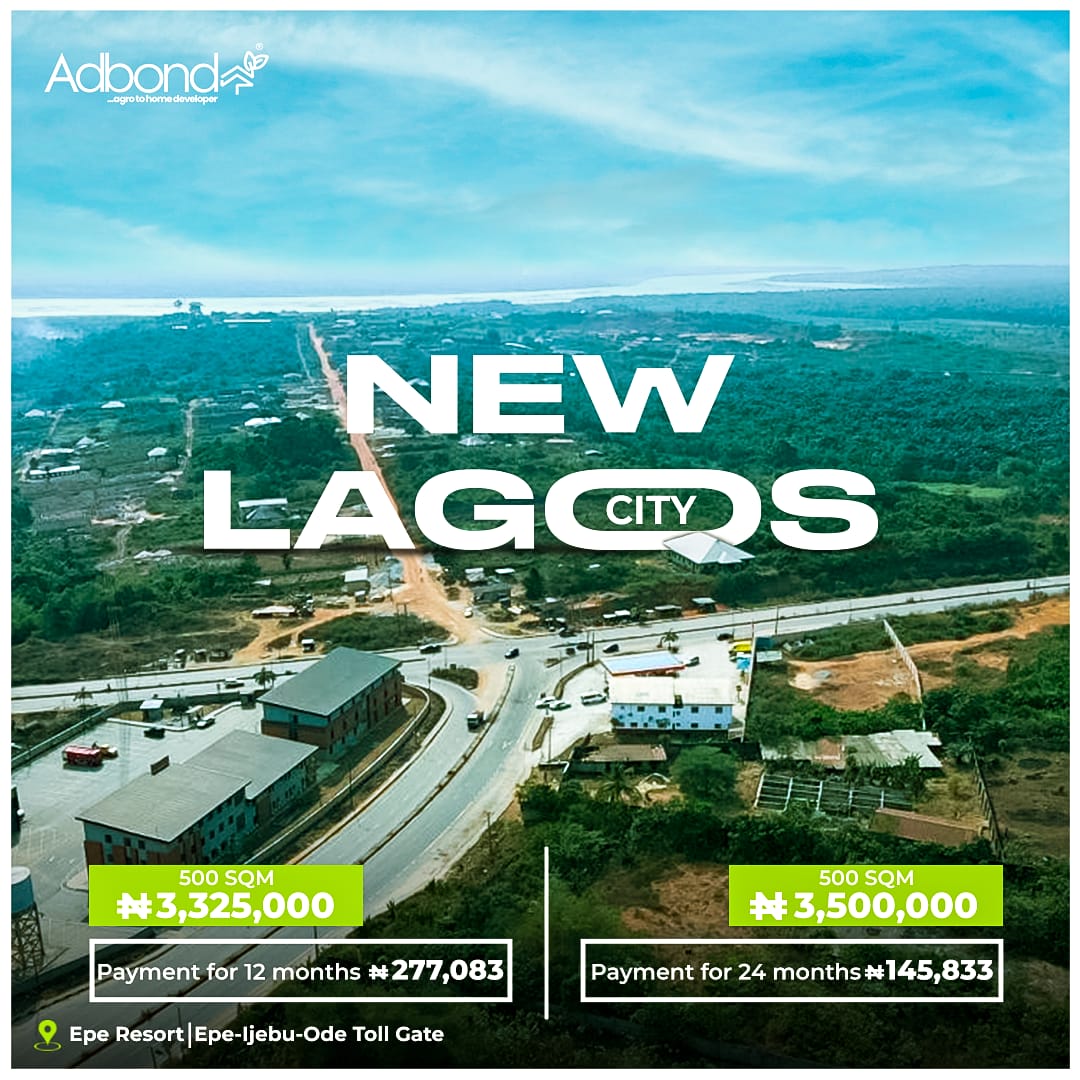 Adbond®
...agro to home developer
NEW
LAGOS
CITY
500 SQM
₦3,325,000
Payment for 12 months ₦277,083
500 SQM
₦3,500,000
Payment for 24 months ₦145,833
Epe Resort|Epe-Ijebu-Ode Toll Gate